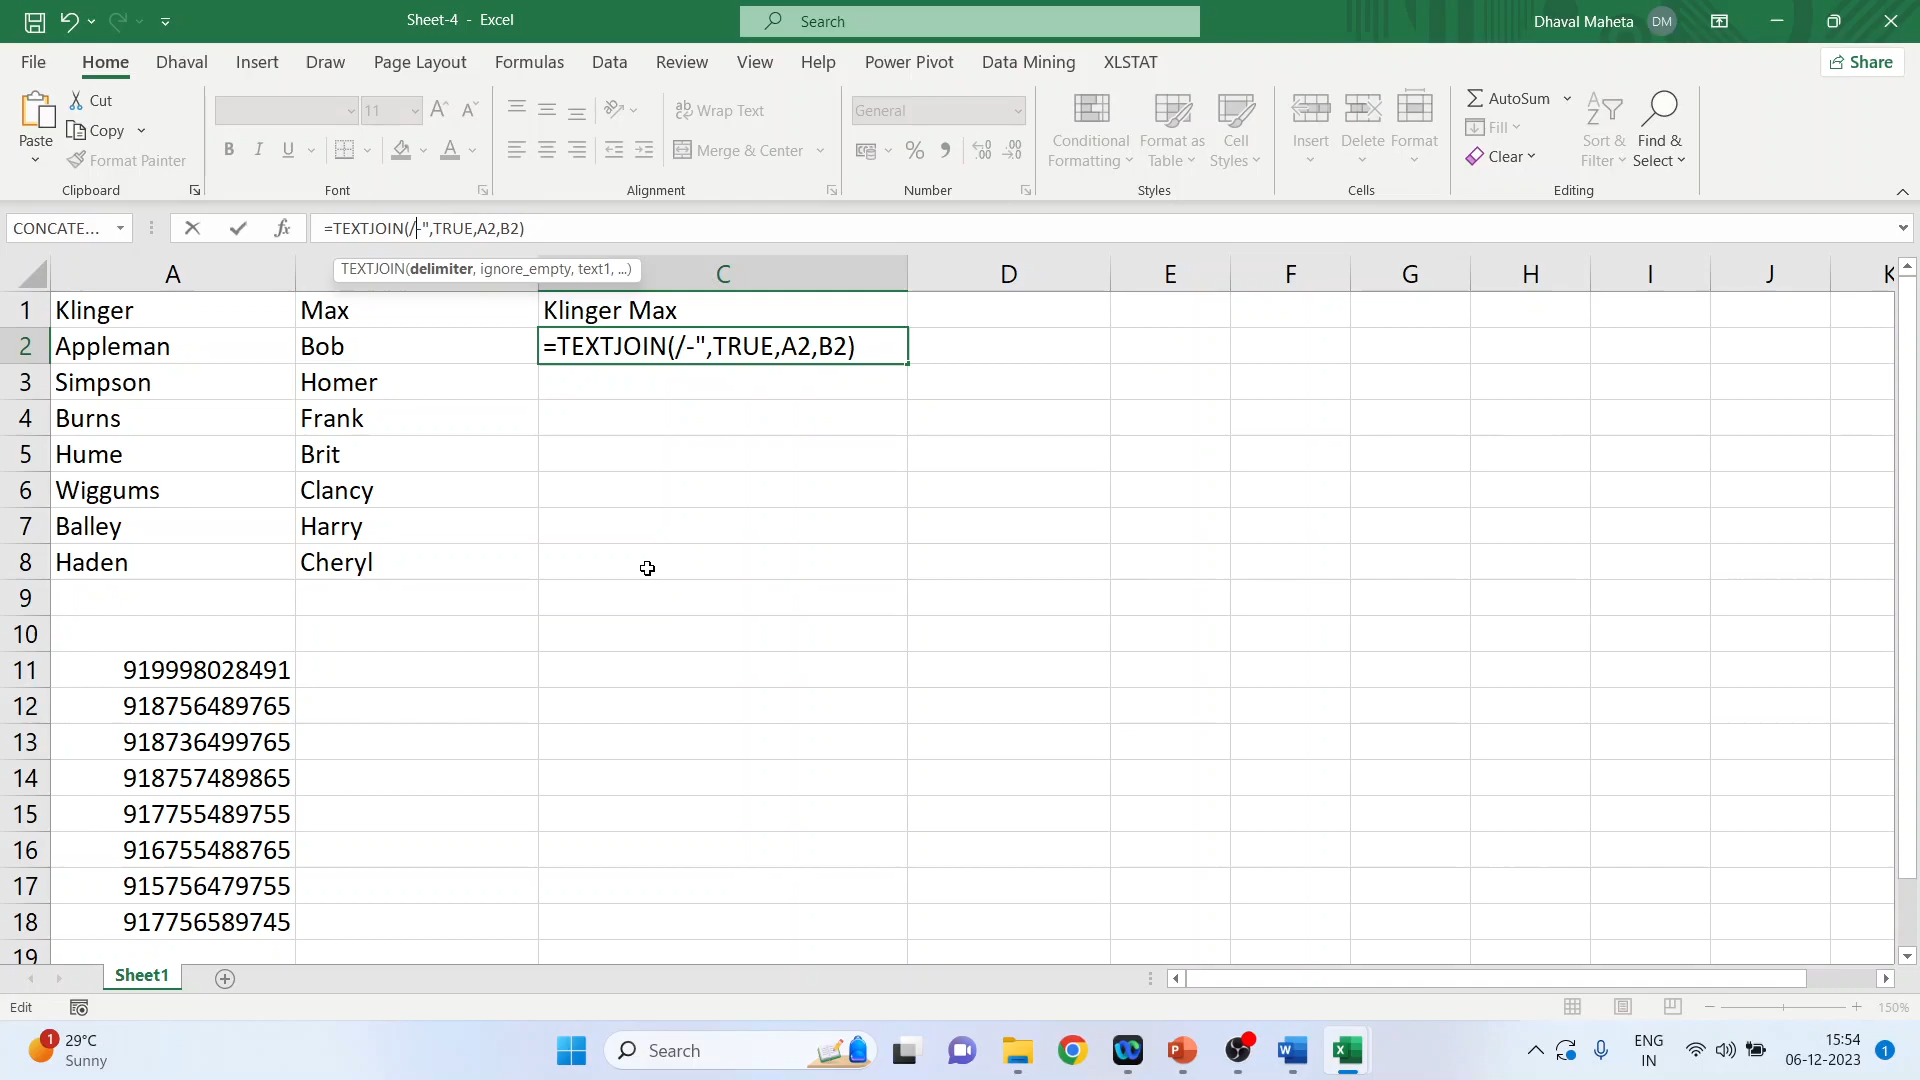 Sheet-4 - Excel
Search
Dhaval Maheta DM
File Home Dhaval Insert Draw Page Layout Formulas Data Review View Help Power Pivot Data Mining XLSTAT Share
Paste
Cut
Copy
Format Painter
Clipboard
11
B I U
Font
ab Wrap Text
Merge & Center
Alignment
General
% 
Number
Conditional Formatting
Format as Table
Cell Styles
Styles
Insert
Delete
Format
Cells
AutoSum
Fill
Clear
Sort & Filter
Find & Select
Editing
CONCATE...
fx
=TEXTJOIN(/-",TRUE,A2,B2)
TEXTJOIN(delimiter, ignore_empty, text1, ...)
A C D E F G H I J K
1 Klinger Max Klinger Max
2 Appleman Bob =TEXTJOIN(/-",TRUE,A2,B2)
3 Simpson Homer
4 Burns Frank
5 Hume Brit
6 Wiggums Clancy
7 Balley Harry
8 Haden Cheryl
9
10
11 919998028491
12 918756489765
13 918736499765
14 918757489865
15 917755489755
16 916755488765
17 915756479755
18 917756589745
19
Sheet1
Edit
150%
1
29°C
Sunny
Search
ENG
IN
15:54
06-12-2023
1